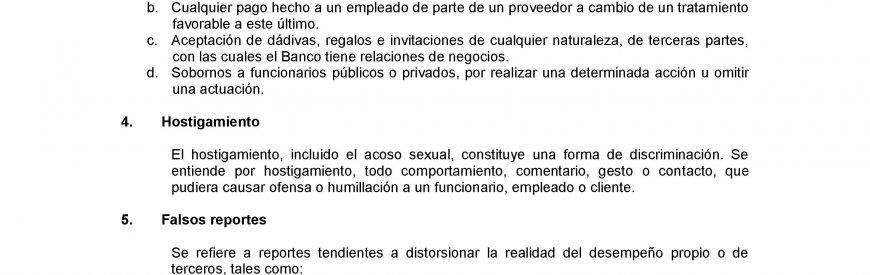 b. Cualquier pago hecho a un empleado de parte de un proveedor a cambio de un tratamiento
favorable a este último.
c. Aceptación de dádivas, regalos e invitaciones de cualquier naturaleza, de terceras partes,
con las cuales el Banco tiene relaciones de negocios.
d. Sobornos a funcionarios públicos o privados, por realizar una determinada acción u omitir
una actuación.
4. Hostigamiento
El hostigamiento, incluido el acoso sexual, constituye una forma de discriminación. Se
entiende por hostigamiento, todo comportamiento, comentario, gesto o contacto, que
pudiera causar ofensa o humillación a un funcionario, empleado o cliente.
5. Falsos reportes
Se refiere a reportes tendientes a distorsionar la realidad del desempeño propio o de
terceros, tales como: